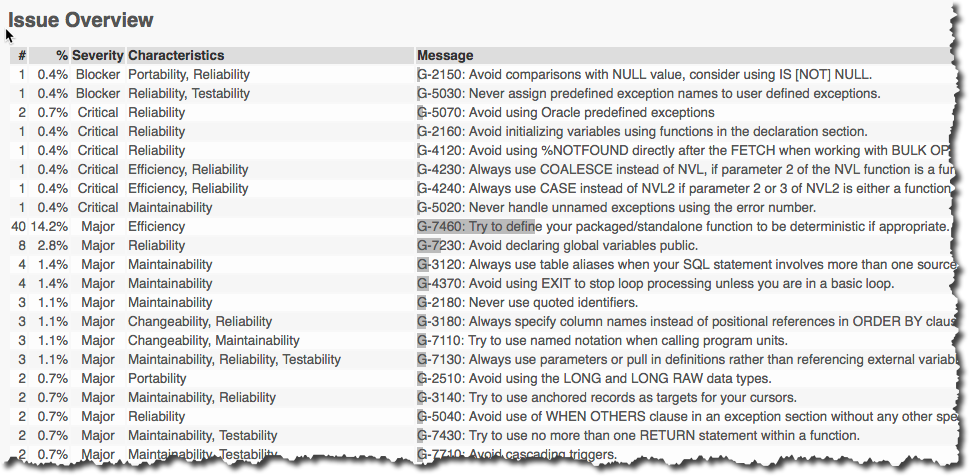 Issue Overview
# % Severity Characteristics Message
1 0.4% Blocker Portability, Reliability G-2150: Avoid comparisons with NULL value, consider using IS [NOT] NULL.
1 0.4% Blocker Reliability, Testability G-5030: Never assign predefined exception names to user defined exceptions.
2 0.7% Critical Reliability G-5070: Avoid using Oracle predefined exceptions
1 0.4% Critical Reliability G-2160: Avoid initializing variables using functions in the declaration section.
1 0.4% Critical Reliability G-4120: Avoid using %NOTFOUND directly after the FETCH when working with BULK OP
1 0.4% Critical Efficiency, Reliability G-4230: Always use COALESCE instead of NVL, if parameter 2 of the NVL function is a fun
1 0.4% Critical Efficiency, Reliability G-4240: Always use CASE instead of NVL2 if parameter 2 or 3 of NVL2 is either a function
1 0.4% Critical Maintainability G-5020: Never handle unnamed exceptions using the error number.
40 14.2% Major Efficiency G-7460: Try to define your packaged/standalone function to be deterministic if appropriate.
8 2.8% Major Reliability G-7230: Avoid declaring global variables public.
4 1.4% Major Maintainability G-3120: Always use table aliases when your SQL statement involves more than one source
4 1.4% Major Maintainability G-4370: Avoid using EXIT to stop loop processing unless you are in a basic loop.
3 1.1% Major Maintainability G-2180: Never use quoted identifiers.
3 1.1% Major Changeability, Reliability G-3180: Always specify column names instead of positional references in ORDER BY claus
3 1.1% Major Changeability, Maintainability G-7110: Try to use named notation when calling program units.
3 1.1% Major Maintainability, Reliability, Testability G-7130: Always use parameters or pull in definitions rather than referencing external variab
2 0.7% Major Portability G-2510: Avoid using the LONG and LONG RAW data types.
2 0.7% Major Maintainability, Reliability G-3140: Try to use anchored records as targets for your cursors.
2 0.7% Major Reliability G-5040: Avoid use of WHEN OTHERS clause in an exception section without any other spe
2 0.7% Major Maintainability, Testability G-7430: Try to use no more than one RETURN statement within a function.
2 0.7% Major Maintainability, Testability G-7710: Avoid cascading triggers.